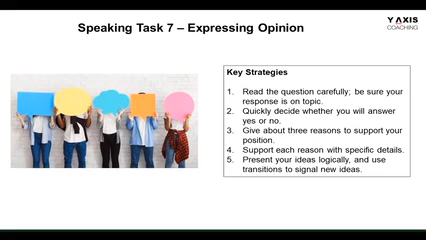 Speaking Task 7 – Expressing Opinion
Y AXIS
COACHING
Key Strategies
1. Read the question carefully; be sure your
response is on topic.
2. Quickly decide whether you will answer
yes or no.
3. Give about three reasons to support your
position.
4. Support each reason with specific details.
5. Present your ideas logically, and use
transitions to signal new ideas.